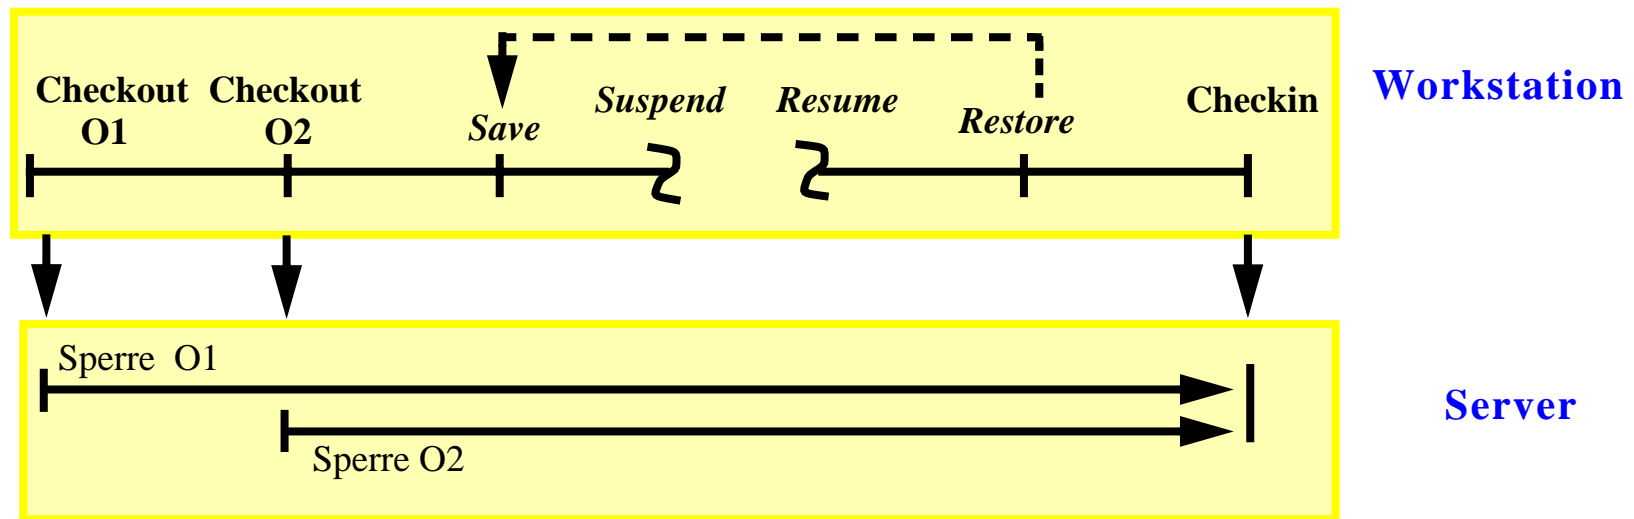 Workstation
Checkout Checkout
O1 O2
Save
Suspend
Resume
Restore
Checkin
Sperre O1
Sperre O2
Server